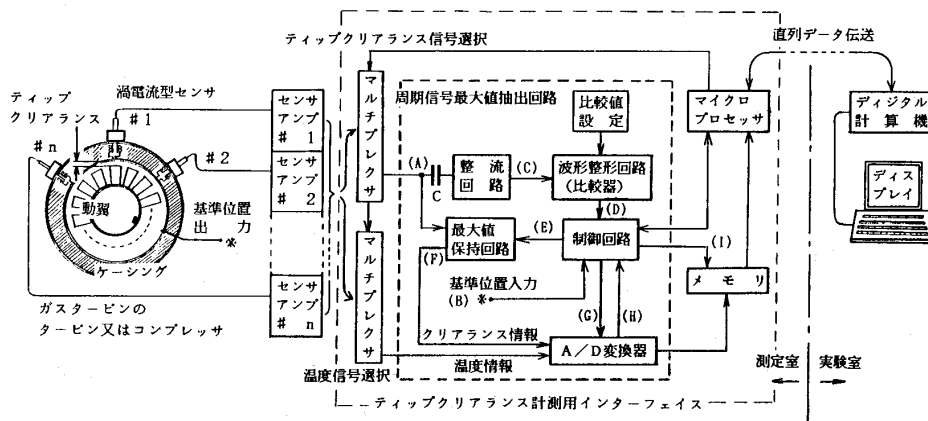 ティップクリアランス信号選択
直列データ伝送
渦電流型センサ
ティップ
クリアランス
#1
#n
#2
動翼
基準位置
出力
*
ケーシング
ガスタービンの
タービン又はコンプレッサ
センサ
アンプ
# 1
センサ
アンプ
# 2
センサ
アンプ
# n
マルチプレクサ
マルチプレクサ
温度信号選択
周期信号最大値抽出回路
比較値
設定
(A)
C
整流
回路
(C)
波形整形回路
(比較器)
(D)
最大値
保持回路
(E)
制御回路
(F)
(I)
基準位置入力
(B) *
(G)
(H)
クリアランス情報
A/D変換器
温度情報
マイクロ
プロセッサ
メモリ
ディジタル
計算機
ディス
プレイ
測定室
実験室
ティップクリアランス計測用インターフェイス